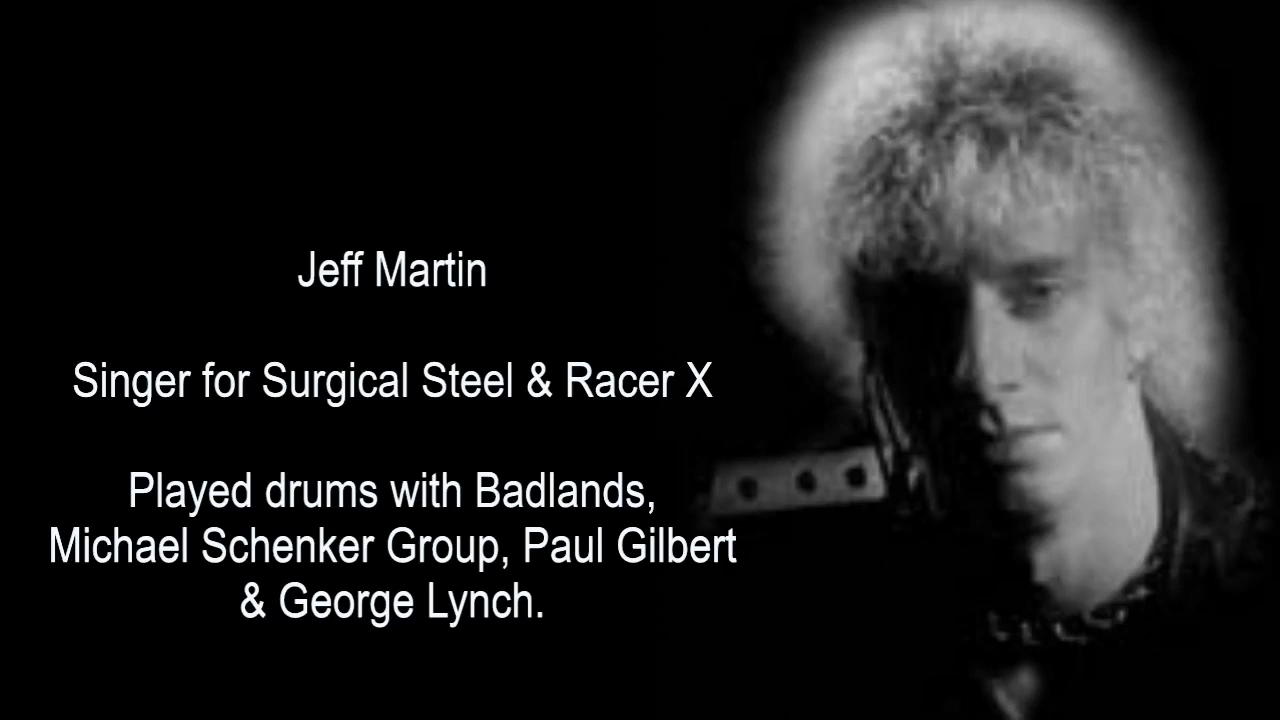 Jeff Martin
Singer for Surgical Steel & Racer X
Played drums with Badlands,
Michael Schenker Group, Paul Gilbert
& George Lynch.